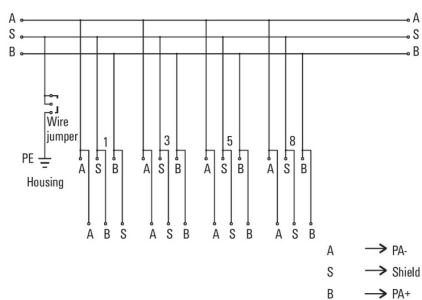 A A
S S
B B
Wire
jumper
PE
Housing
1 3 5 8
A S B A S B A S B A S B
A B S A S B A S B A S B
A → PA-
S → Shield
B → PA+